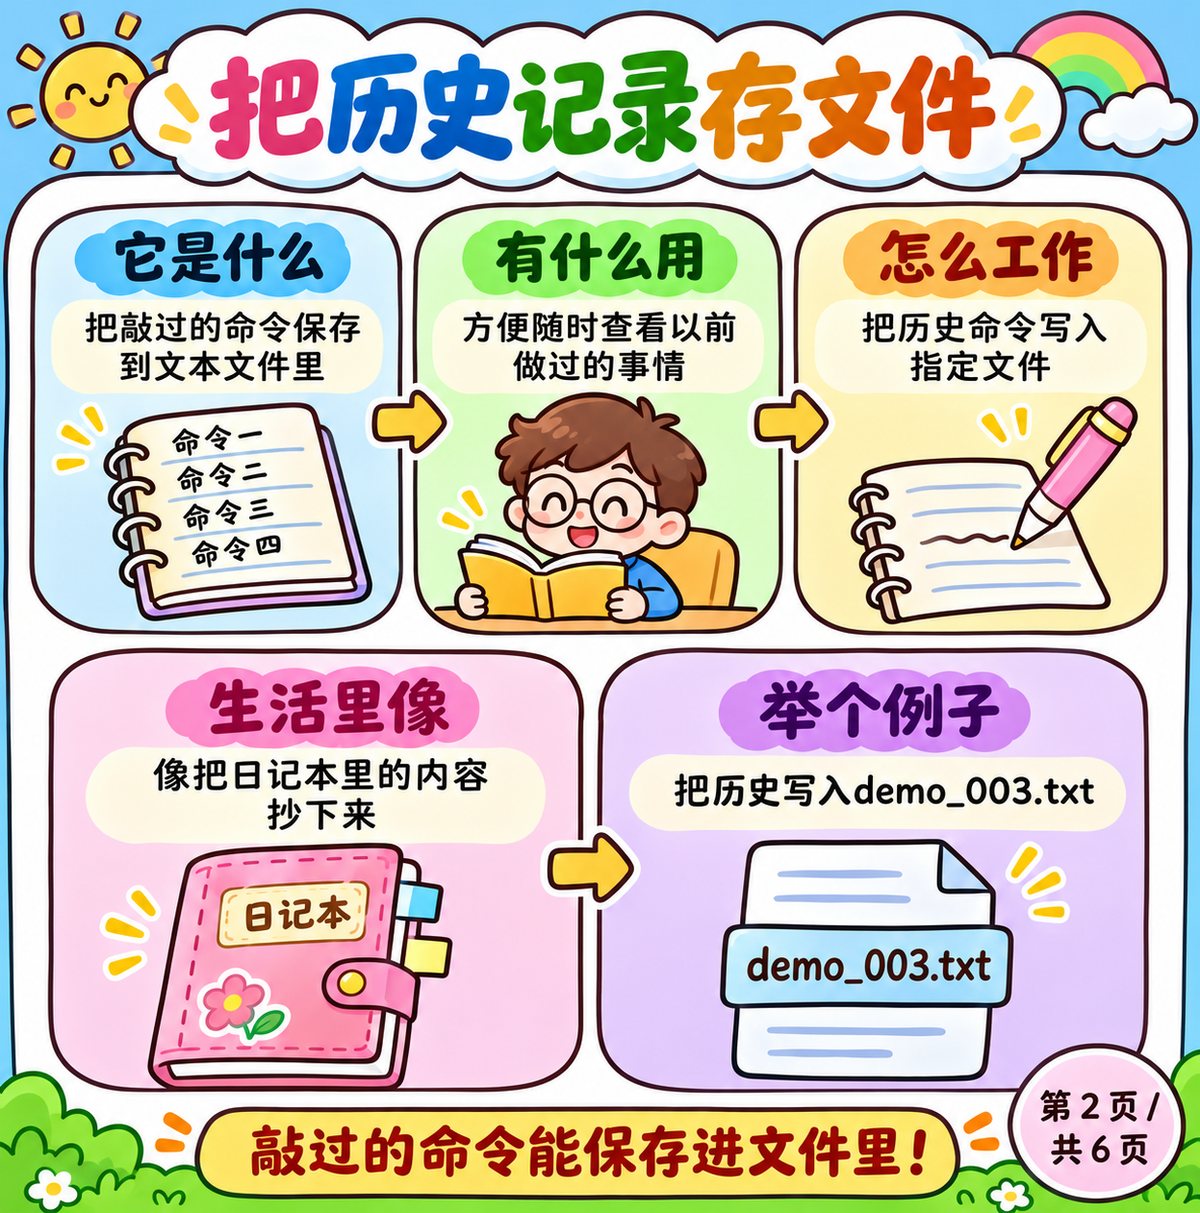 把历史记录存文件
它是什么
把敲过的命令保存
到文本文件里
命令一
命令二
命令三
命令四
有什么用
方便随时查看以前
做过的事情
怎么工作
把历史命令写入
指定文件
生活里像
像把日记本里的内容
抄下来
日记本
举个例子
把历史写入demo_003.txt
demo_003.txt
敲过的命令能保存进文件里！
第2页/
共6页